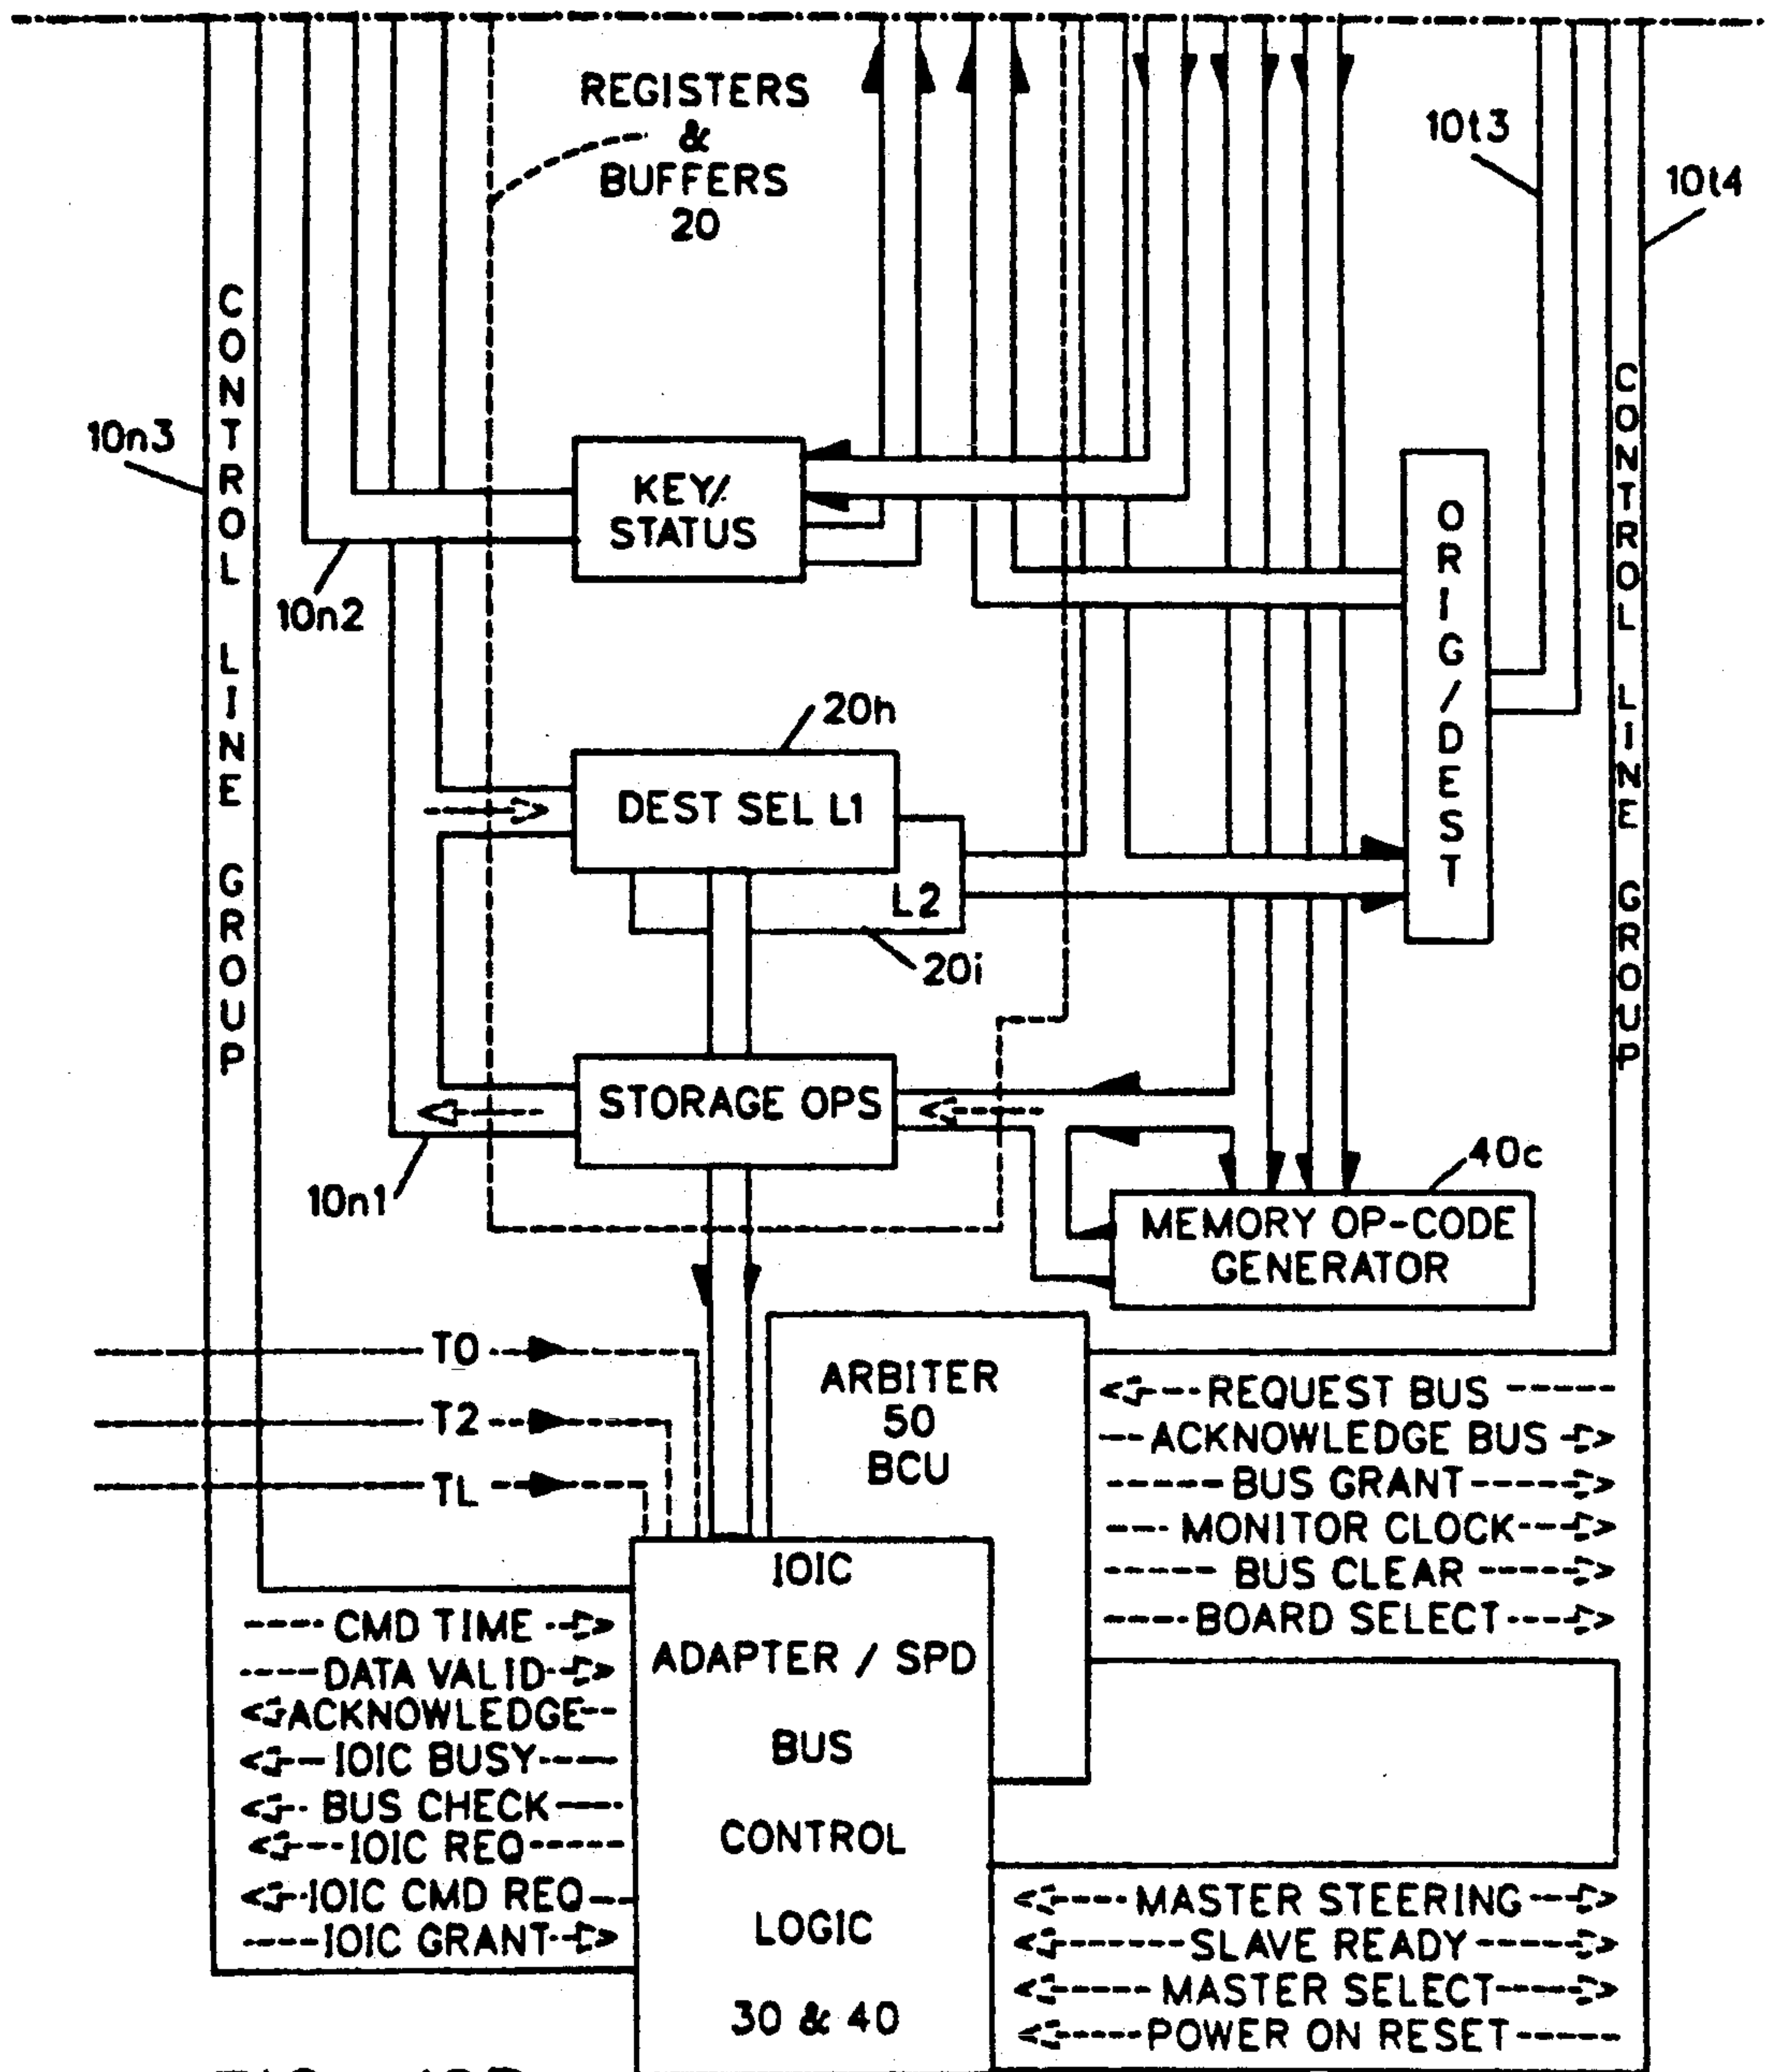 REGISTERS
&
BUFFERS
20
10t3
10t4
CONTROL LINE GROUP
CONTROL LINE GROUP
10n3
KEY/
STATUS
ORIG/DEST
10n2
20h
DEST SEL L1
L2
20i
STORAGE OPS
10n1
40c
MEMORY OP-CODE
GENERATOR
T0
T2
TL
ARBITER
50
BCU
REQUEST BUS
ACKNOWLEDGE BUS
BUS GRANT
MONITOR CLOCK
BUS CLEAR
BOARD SELECT
IOIC
ADAPTER / SPD
BUS
CONTROL
LOGIC
30 & 40
CMD TIME
DATA VALID
ACKNOWLEDGE
IOIC BUSY
BUS CHECK
IOIC REQ
IOIC CMD REQ
IOIC GRANT
MASTER STEERING
SLAVE READY
MASTER SELECT
POWER ON RESET